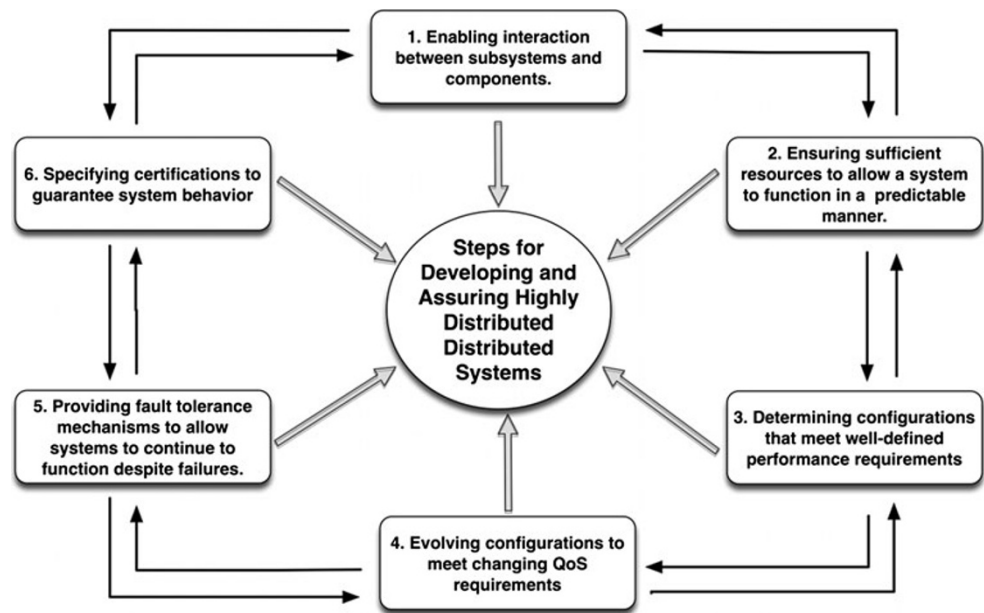 1. Enabling interaction
between subsystems and
components.
2. Ensuring sufficient
resources to allow a system
to function in a predictable
manner.
6. Specifying certifications to
guarantee system behavior
Steps for
Developing and
Assuring Highly
Distributed
Distributed
Systems
5. Providing fault tolerance
mechanisms to allow
systems to continue to
function despite failures.
3. Determining configurations
that meet well-defined
performance requirements
4. Evolving configurations to
meet changing QoS
requirements